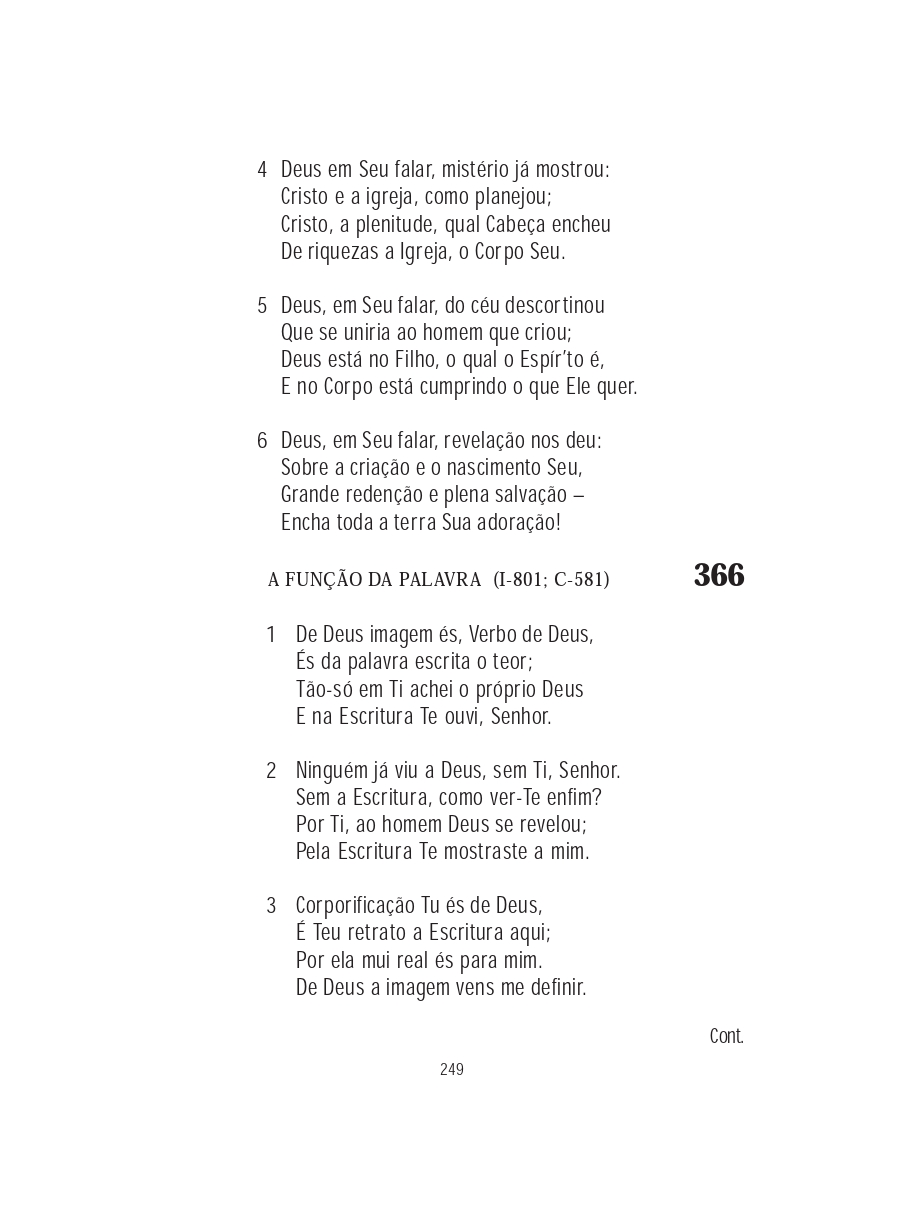 4 Deus em Seu falar, mistério já mostrou:
Cristo e a igreja, como planejou;
Cristo, a plenitude, qual Cabeça encheu
De riquezas a Igreja, o Corpo Seu.
5 Deus, em Seu falar, do céu descortinou
Que se uniria ao homem que criou;
Deus está no Filho, o qual o Espír’to é,
E no Corpo está cumprindo o que Ele quer.
6 Deus, em Seu falar, revelação nos deu:
Sobre a criação e o nascimento Seu,
Grande redenção e plena salvação –
Encha toda a terra Sua adoração!
A FUNÇÃO DA PALAVRA (I-801; C-581) 366
1 De Deus imagem és, Verbo de Deus,
És da palavra escrita o teor;
Tão-só em Ti achei o próprio Deus
E na Escritura Te ouvi, Senhor.
2 Ninguém já viu a Deus, sem Ti, Senhor.
Sem a Escritura, como ver-Te enfim?
Por Ti, ao homem Deus se revelou;
Pela Escritura Te mostraste a mim.
3 Corporificação Tu és de Deus,
É Teu retrato a Escritura aqui;
Por ela mui real és para mim.
De Deus a imagem vens me definir.
Cont.
249